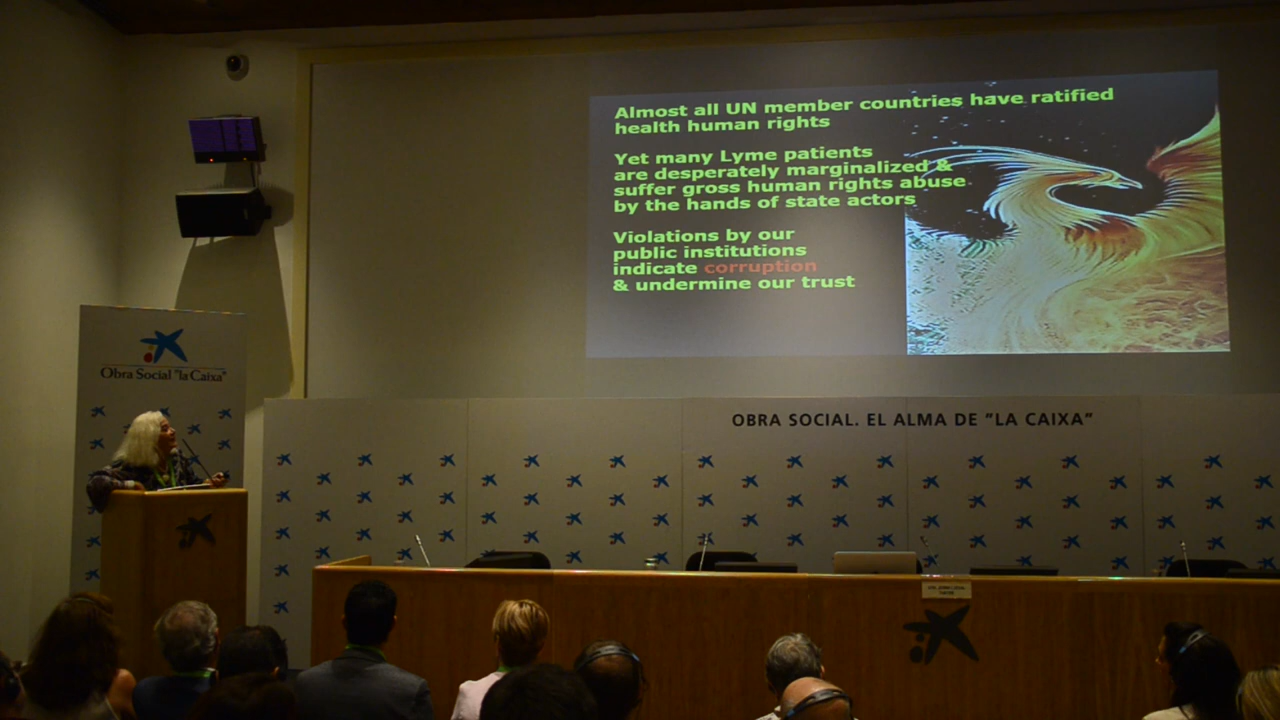 Almost all UN member countries have ratified
health human rights
Yet many Lyme patients
are desperately marginalized &
suffer gross human rights abuse
by the hands of state actors
Violations by our
public institutions
indicate corruption
& undermine our trust
Obra Social "la Caixa"
OBRA SOCIAL. EL ALMA DE "LA CAIXA"